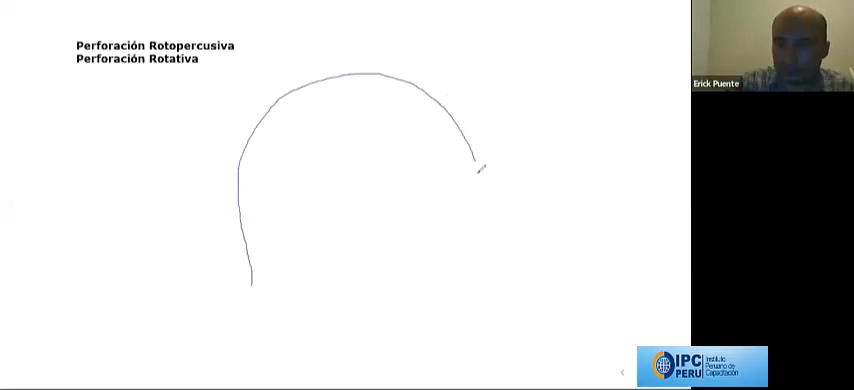 Perforación Rotopercusiva
Perforación Rotativa
Erick Puente
IPC PERU
Instituto Peruano de Capacitación